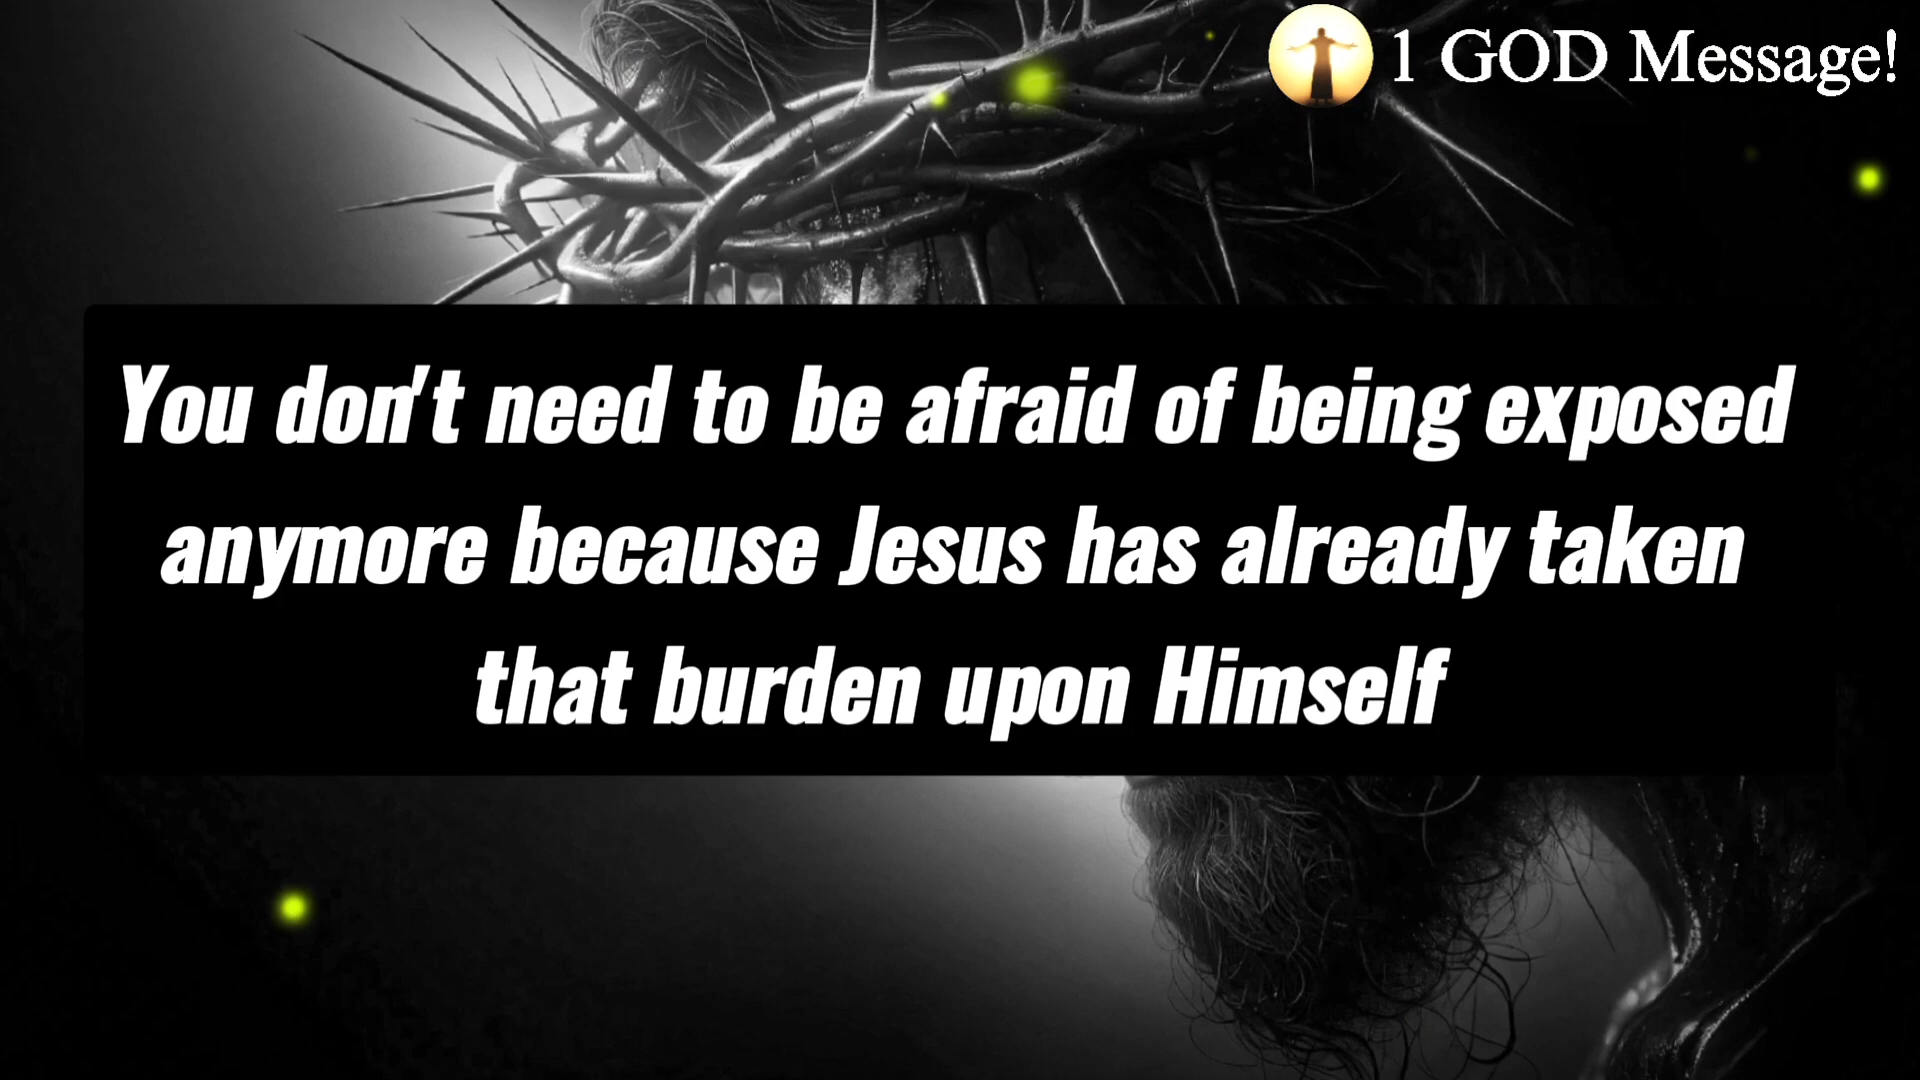 1 GOD Message!
You don't need to be afraid of being exposed
anymore because Jesus has already taken
that burden upon Himself